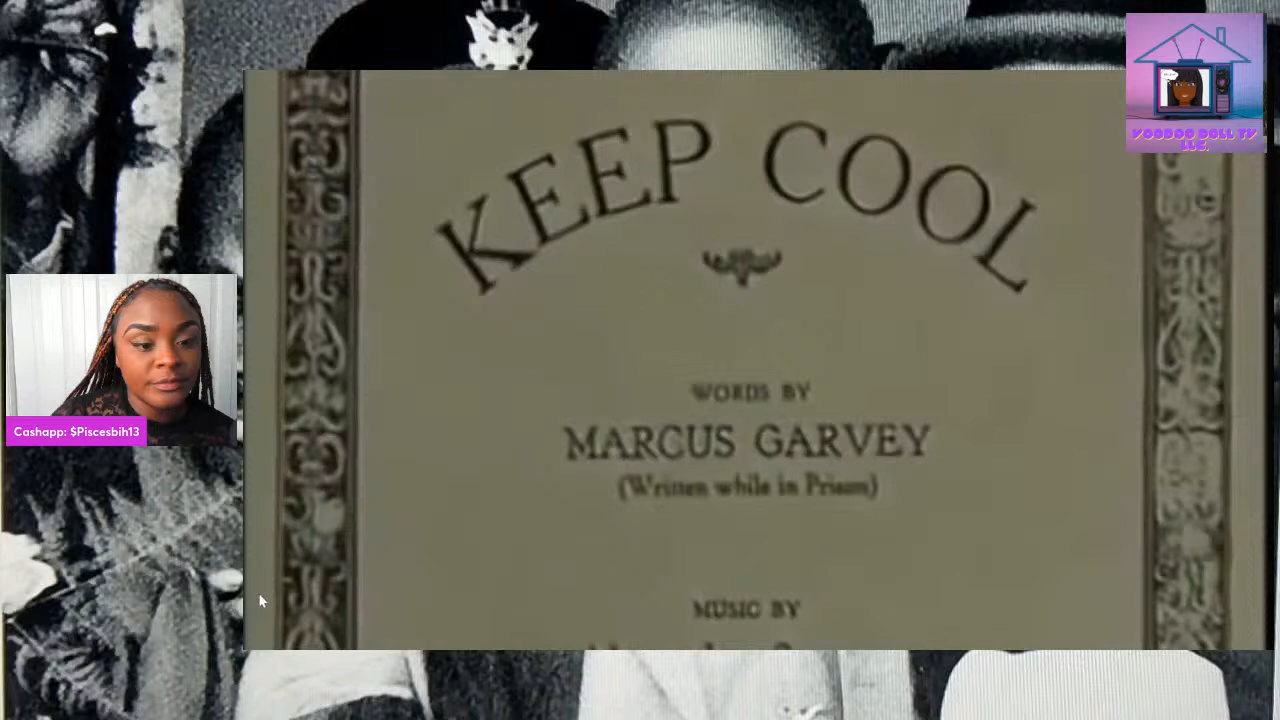 KEEP COOL
WORDS BY
MARCUS GARVEY
(Written while in Prison)
MUSIC BY
VOODOO DOLL TV
LLC.
Cashapp: $Piscesbih13